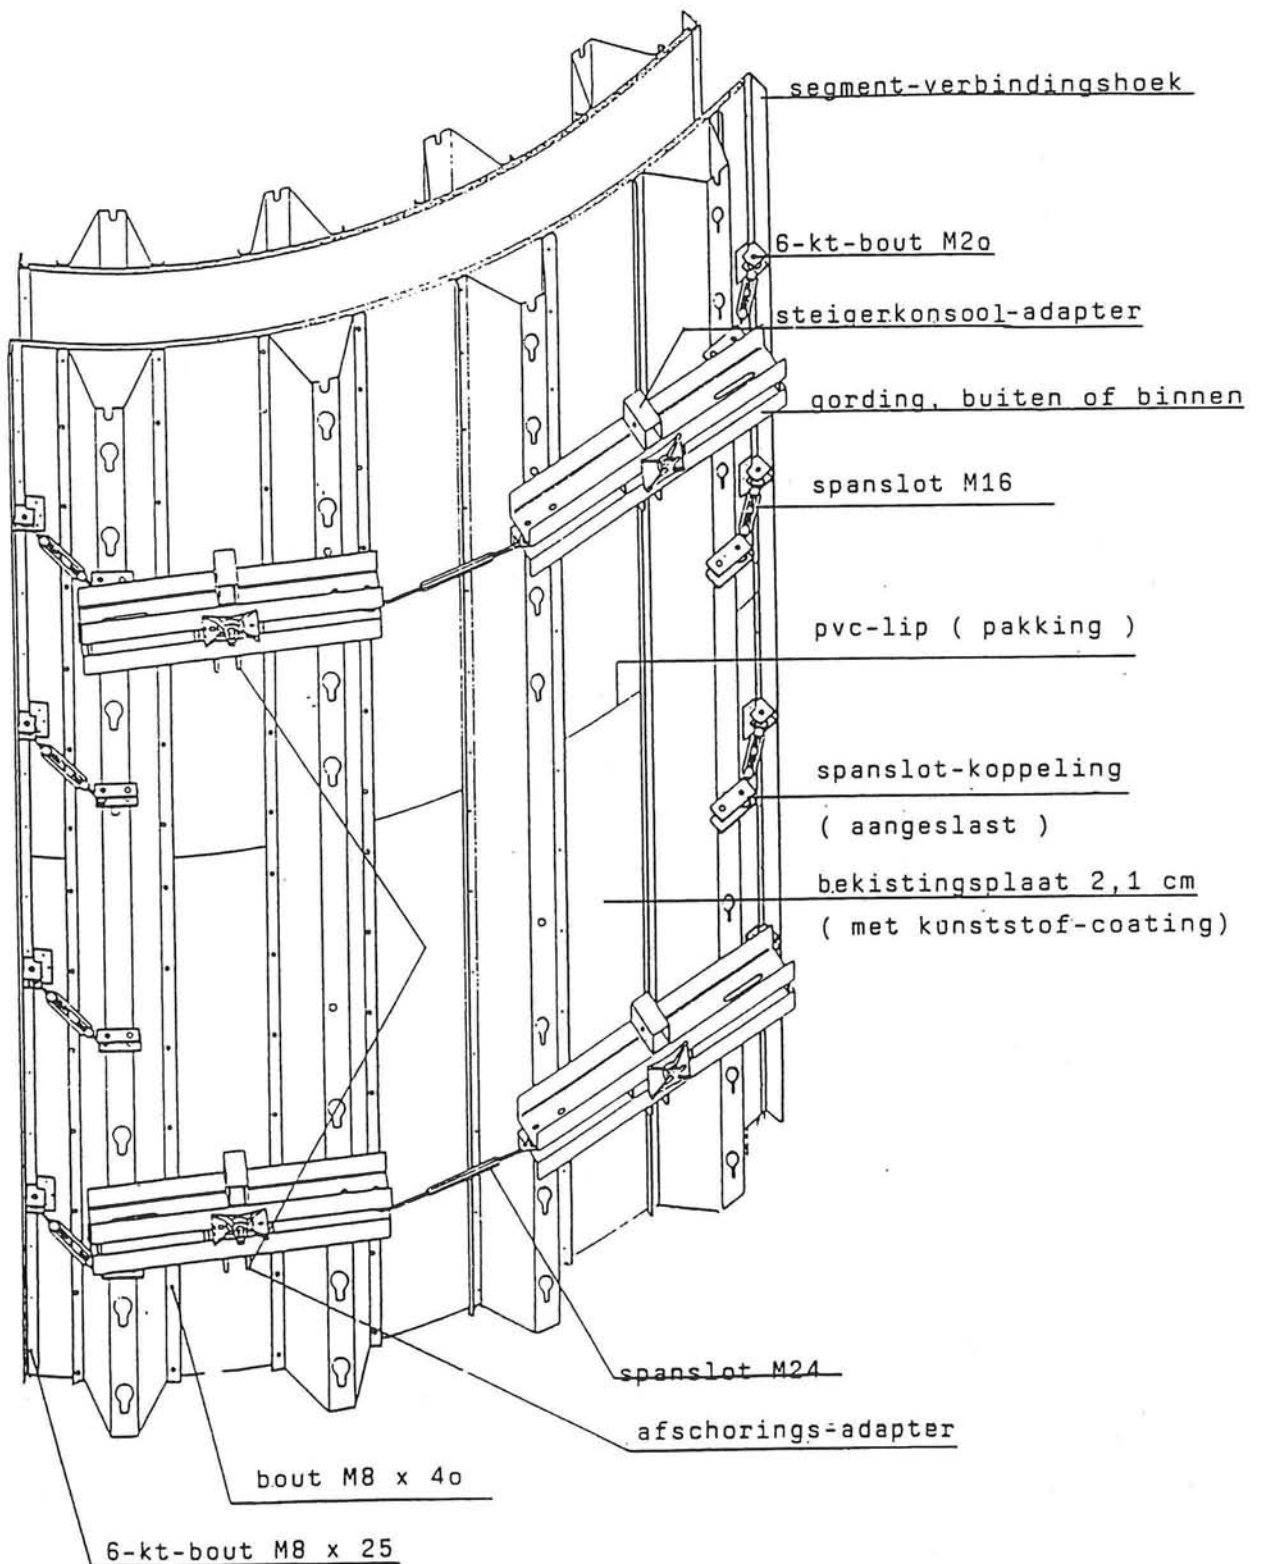 segment-verbindingshoek
6-kt-bout M2o
steigerkonsool-adapter
gording, buiten of binnen
spanslot M16
pvc-lip ( pakking )
spanslot-koppeling
( aangeslast )
bekistingsplaat 2,1 cm
( met kunststof-coating)
spanslot M24
afschorings-adapter
bout M8 x 4o
6-kt-bout M8 x 25